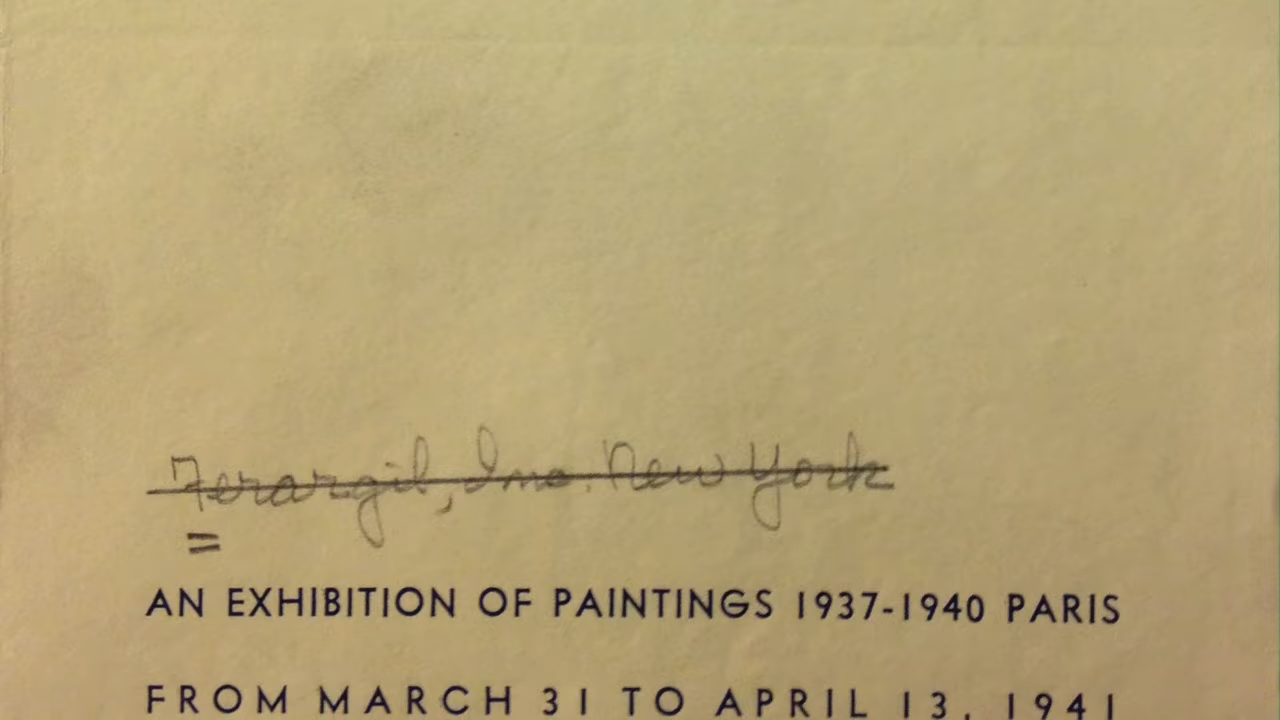 Ferargil, Inc. New York
=
AN EXHIBITION OF PAINTINGS 1937-1940 PARIS
FROM MARCH 31 TO APRIL 13, 1941